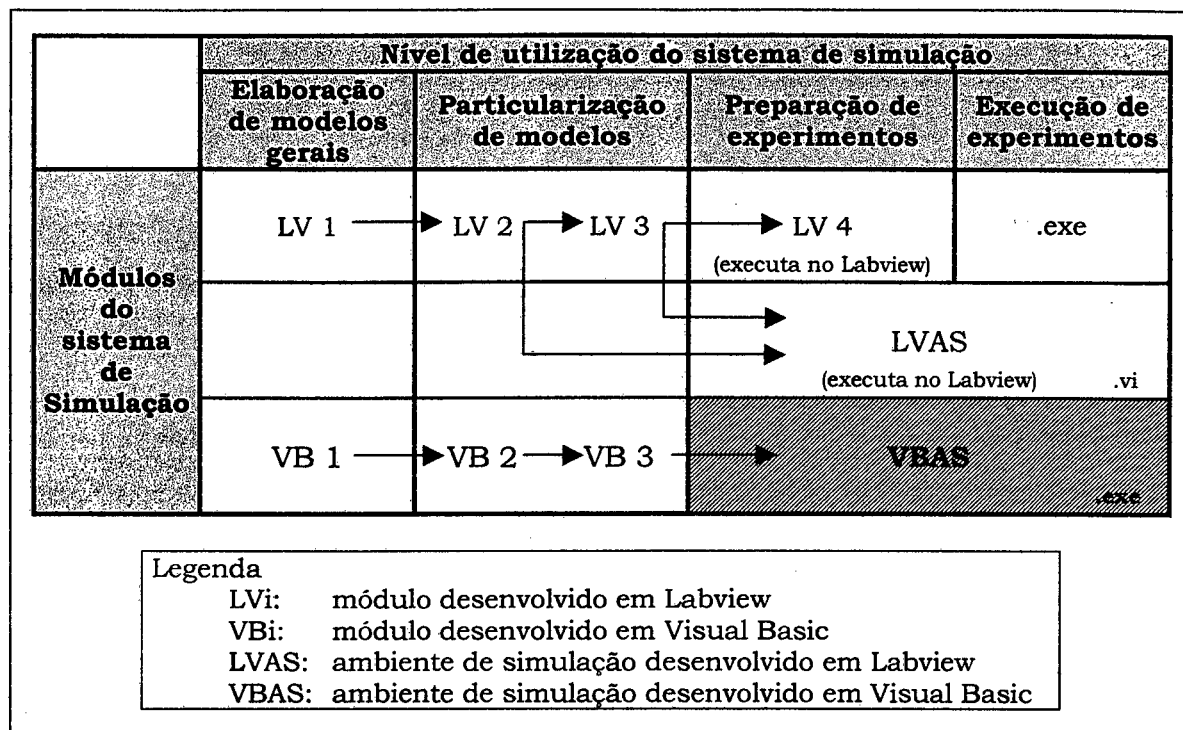 Nível de utilização do sistema de simulação
Elaboração
de modelos
gerais
Particularização
de modelos
Preparação de
experimentos
Execução de
experimentos
Módulos
do
sistema
de
Simulação
LV 1
LV 2
LV 3
LV 4
(executa no Labview)
.exe
LVAS
(executa no Labview)
.vi
VB 1
VB 2
VB 3
VBAS
.exe
Legenda
LVi: módulo desenvolvido em Labview
VBi: módulo desenvolvido em Visual Basic
LVAS: ambiente de simulação desenvolvido em Labview
VBAS: ambiente de simulação desenvolvido em Visual Basic